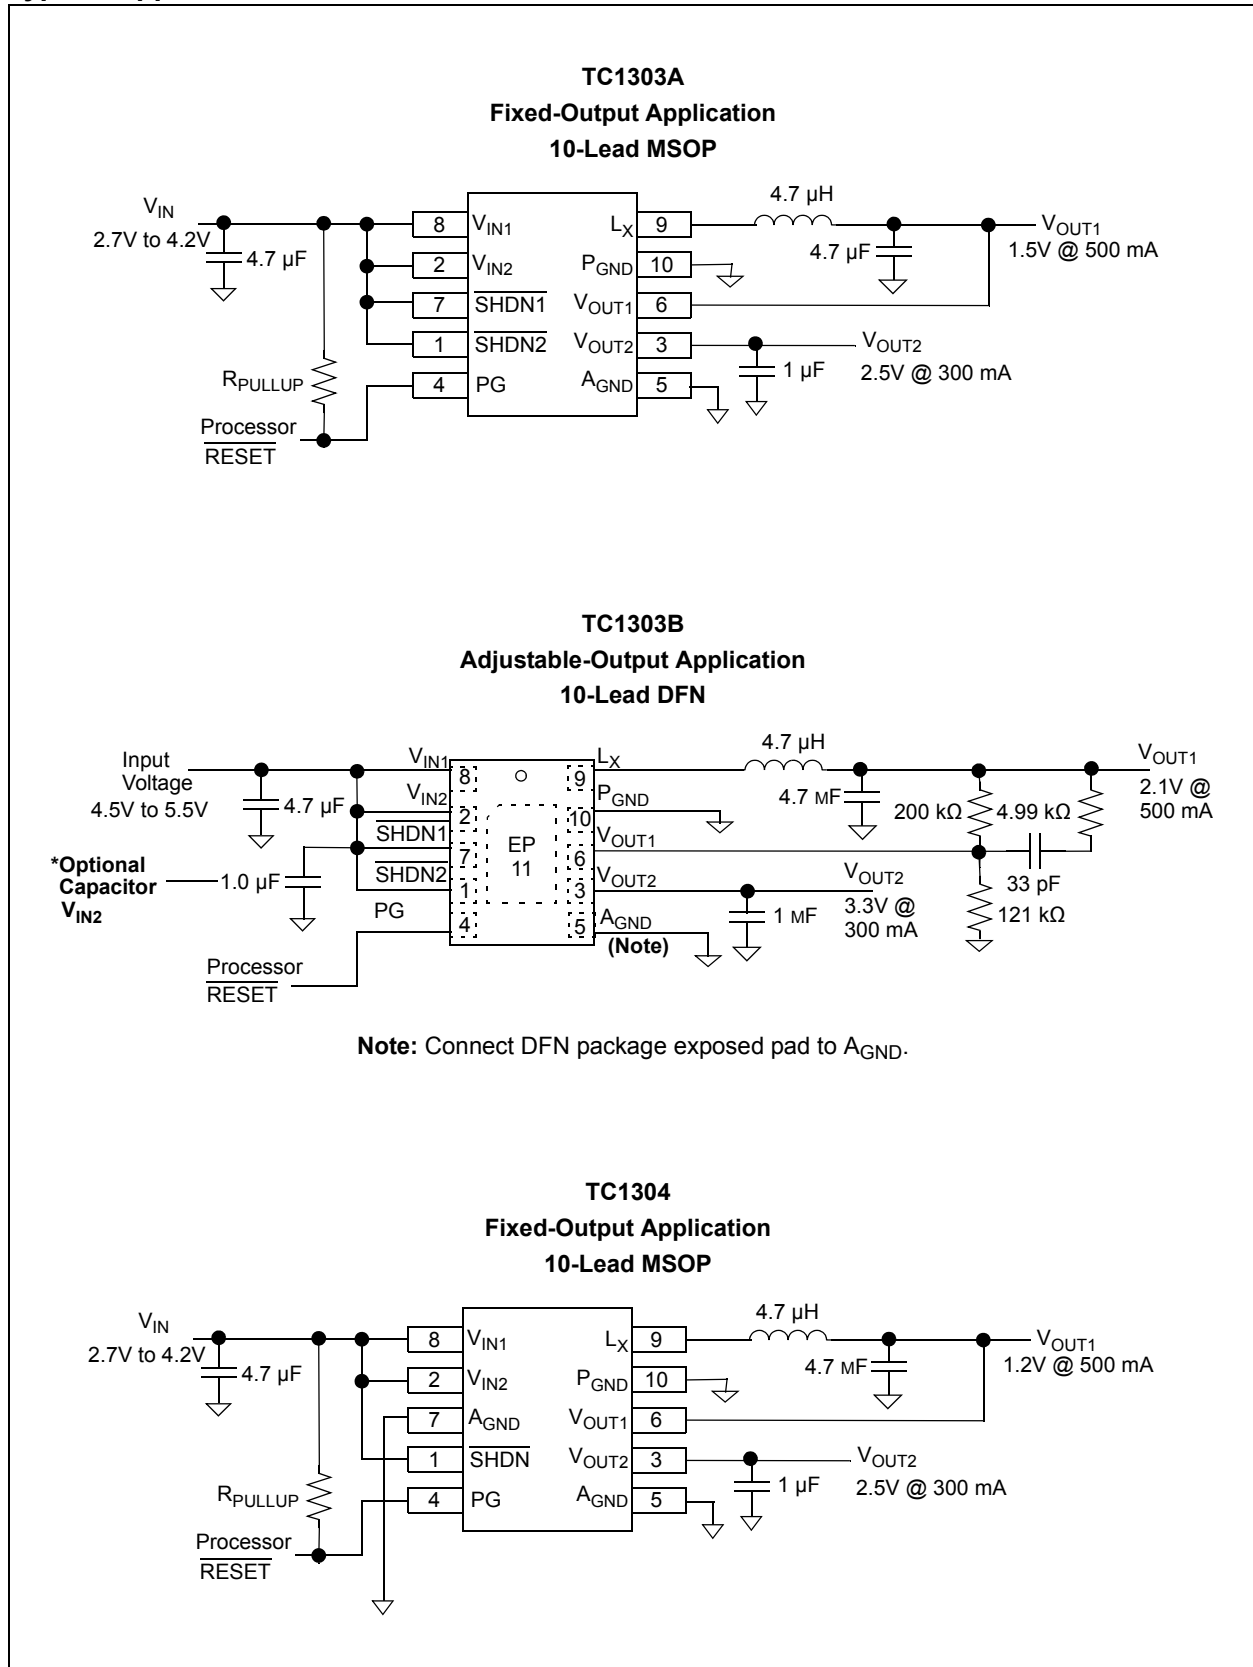 TC1303A
Fixed-Output Application
10-Lead MSOP
VIN
2.7V to 4.2V
4.7 µF
RPULLUP
Processor
RESET
8 VIN1
2 VIN2
7 SHDN1
1 SHDN2
4 PG
LX 9
PGND 10
VOUT1 6
VOUT2 3
AGND 5
4.7 µH
4.7 µF
VOUT1
1.5V @ 500 mA
1 µF
VOUT2
2.5V @ 300 mA
TC1303B
Adjustable-Output Application
10-Lead DFN
Input
Voltage
4.5V to 5.5V
4.7 µF
*Optional
Capacitor
VIN2
1.0 µF
Processor
RESET
VIN1 8
VIN2 2
SHDN1 7
SHDN2 1
PG 4
EP
11
9 LX
10 PGND
6 VOUT1
3 VOUT2
5 AGND
(Note)
4.7 µH
4.7 MF
200 kΩ
4.99 kΩ
33 pF
121 kΩ
VOUT1
2.1V @
500 mA
1 MF
VOUT2
3.3V @
300 mA
Note: Connect DFN package exposed pad to AGND.
TC1304
Fixed-Output Application
10-Lead MSOP
VIN
2.7V to 4.2V
4.7 µF
RPULLUP
Processor
RESET
8 VIN1
2 VIN2
7 AGND
1 SHDN
4 PG
LX 9
PGND 10
VOUT1 6
VOUT2 3
AGND 5
4.7 µH
4.7 MF
VOUT1
1.2V @ 500 mA
1 µF
VOUT2
2.5V @ 300 mA